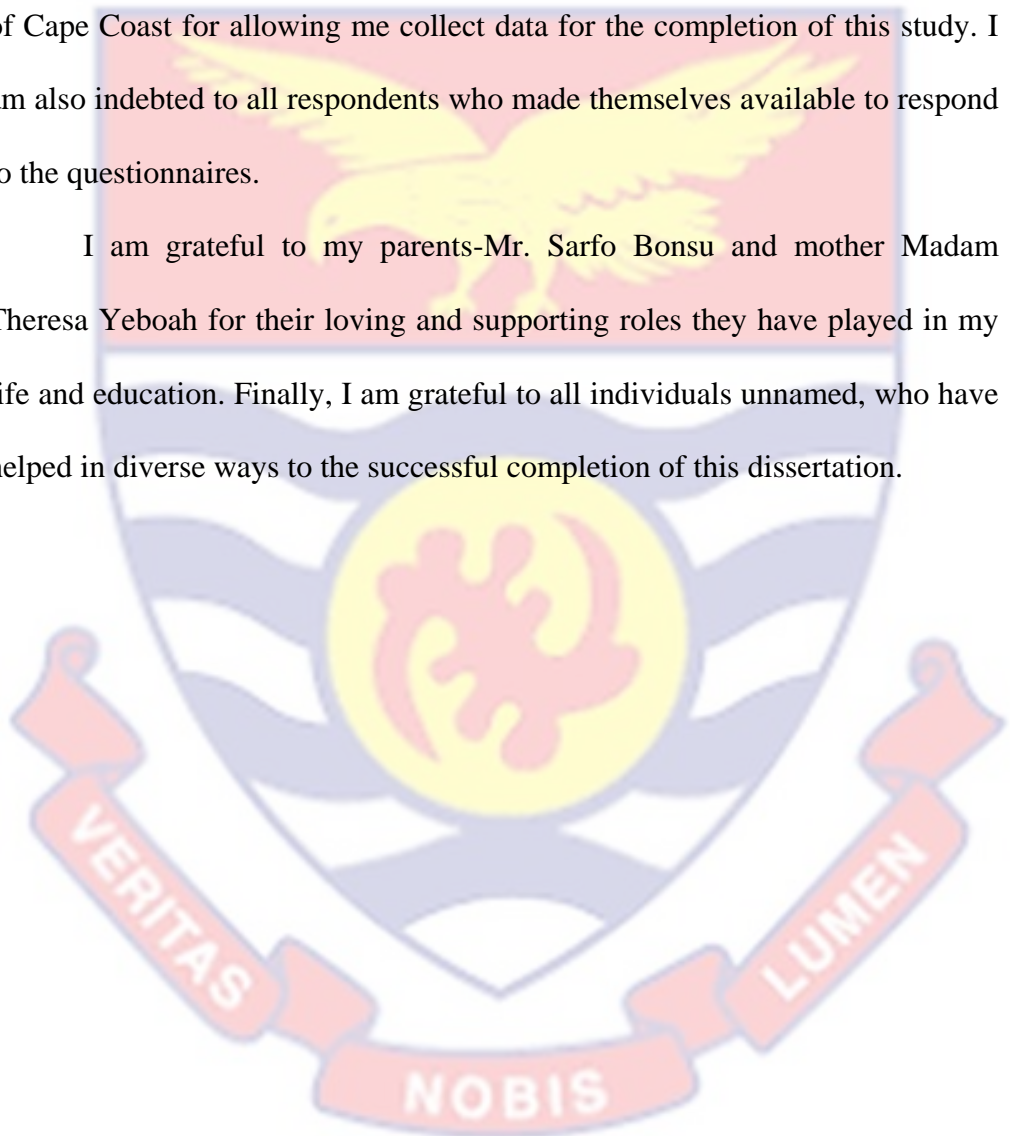 of Cape Coast for allowing me collect data for the completion of this study. I
am also indebted to all respondents who made themselves available to respond
to the questionnaires.
I am grateful to my parents-Mr. Sarfo Bonsu and mother Madam
Theresa Yeboah for their loving and supporting roles they have played in my
life and education. Finally, I am grateful to all individuals unnamed, who have
helped in diverse ways to the successful completion of this dissertation.
VERITAS
NOBIS
LUMEN